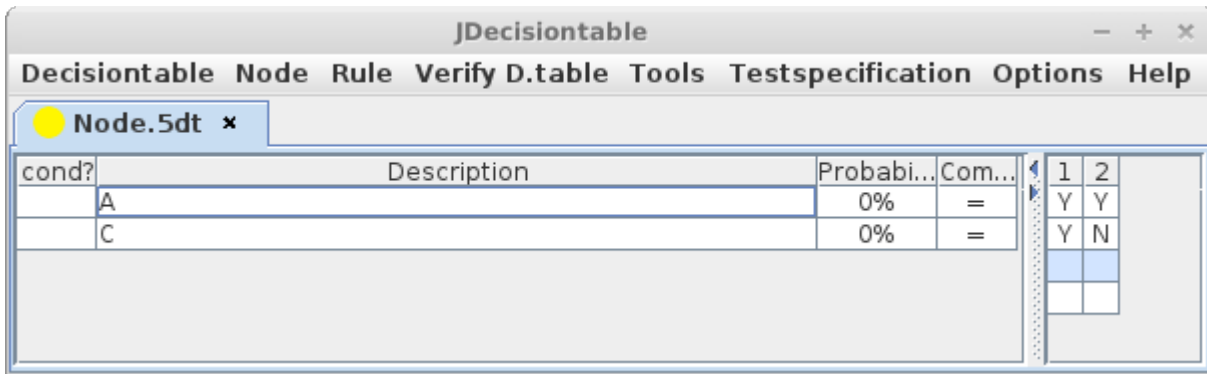 JDecisiontable
Decisiontable Node Rule Verify D.table Tools Testspecification Options Help
Node.5dt
cond? Description Probabi... Com... 1 2
A 0% = Y Y
C 0% = Y N